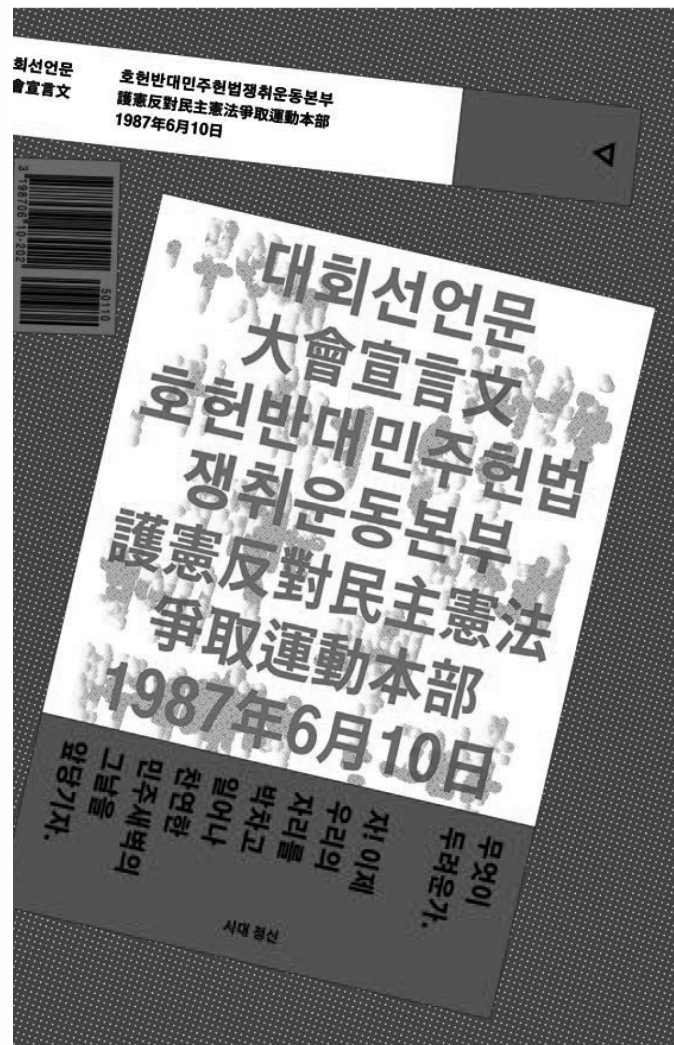 회선언문
會宣言文
호헌반대민주헌법쟁취운동본부
護憲反對民主憲法爭取運動本部
1987年6月10日
3 198706 10-202
50110
대회선언문
大會宣言文
호헌반대민주헌법
쟁취운동본부
護憲反對民主憲法
爭取運動本部
1987年6月10日
무엇이
두려운가.
자! 이제
우리의
자리를
박차고
일어나
찬연한
민주새벽의
그날을
앞당기자.
시대 정신